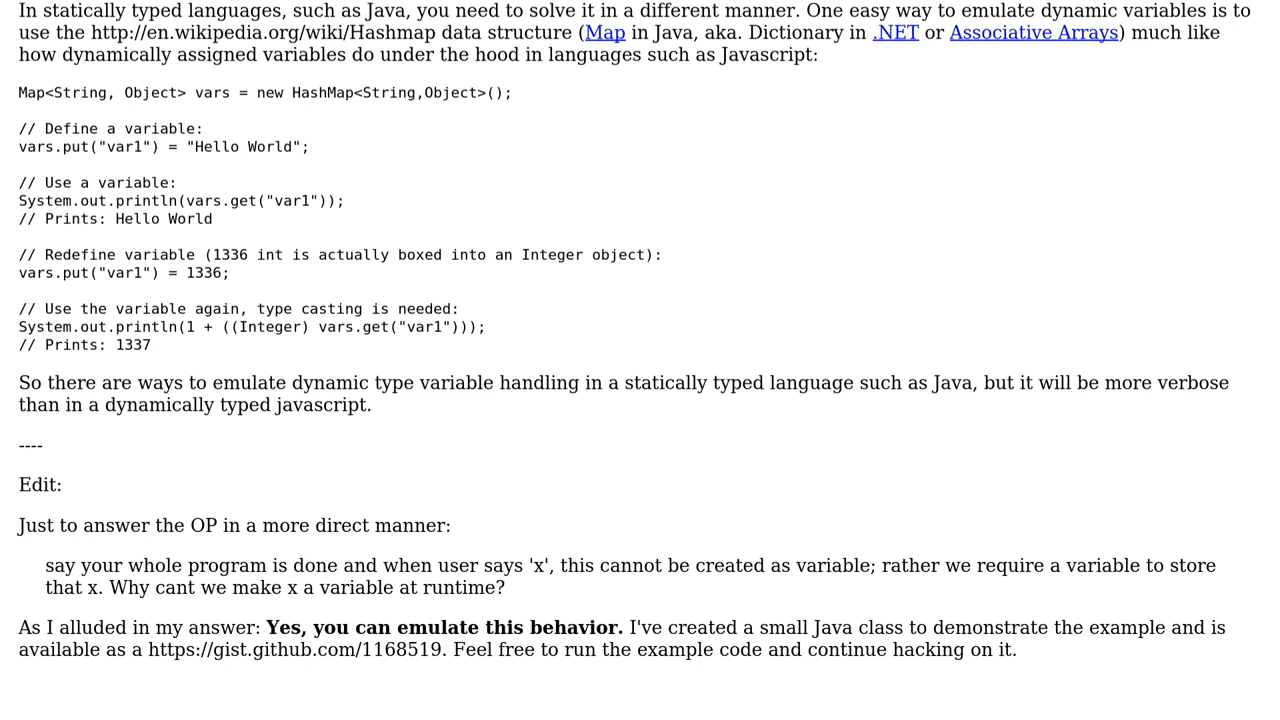 In statically typed languages, such as Java, you need to solve it in a different manner. One easy way to emulate dynamic variables is to
use the http://en.wikipedia.org/wiki/Hashmap data structure (Map in Java, aka. Dictionary in .NET or Associative Arrays) much like
how dynamically assigned variables do under the hood in languages such as Javascript:
Map<String, Object> vars = new HashMap<String,Object>();
// Define a variable:
vars.put("var1") = "Hello World";
// Use a variable:
System.out.println(vars.get("var1"));
// Prints: Hello World
// Redefine variable (1336 int is actually boxed into an Integer object):
vars.put("var1") = 1336;
// Use the variable again, type casting is needed:
System.out.println(1 + ((Integer) vars.get("var1")));
// Prints: 1337
So there are ways to emulate dynamic type variable handling in a statically typed language such as Java, but it will be more verbose
than in a dynamically typed javascript.
----
Edit:
Just to answer the OP in a more direct manner:
say your whole program is done and when user says 'x', this cannot be created as variable; rather we require a variable to store
that x. Why cant we make x a variable at runtime?
As I alluded in my answer: Yes, you can emulate this behavior. I've created a small Java class to demonstrate the example and is
available as a https://gist.github.com/1168519. Feel free to run the example code and continue hacking on it.